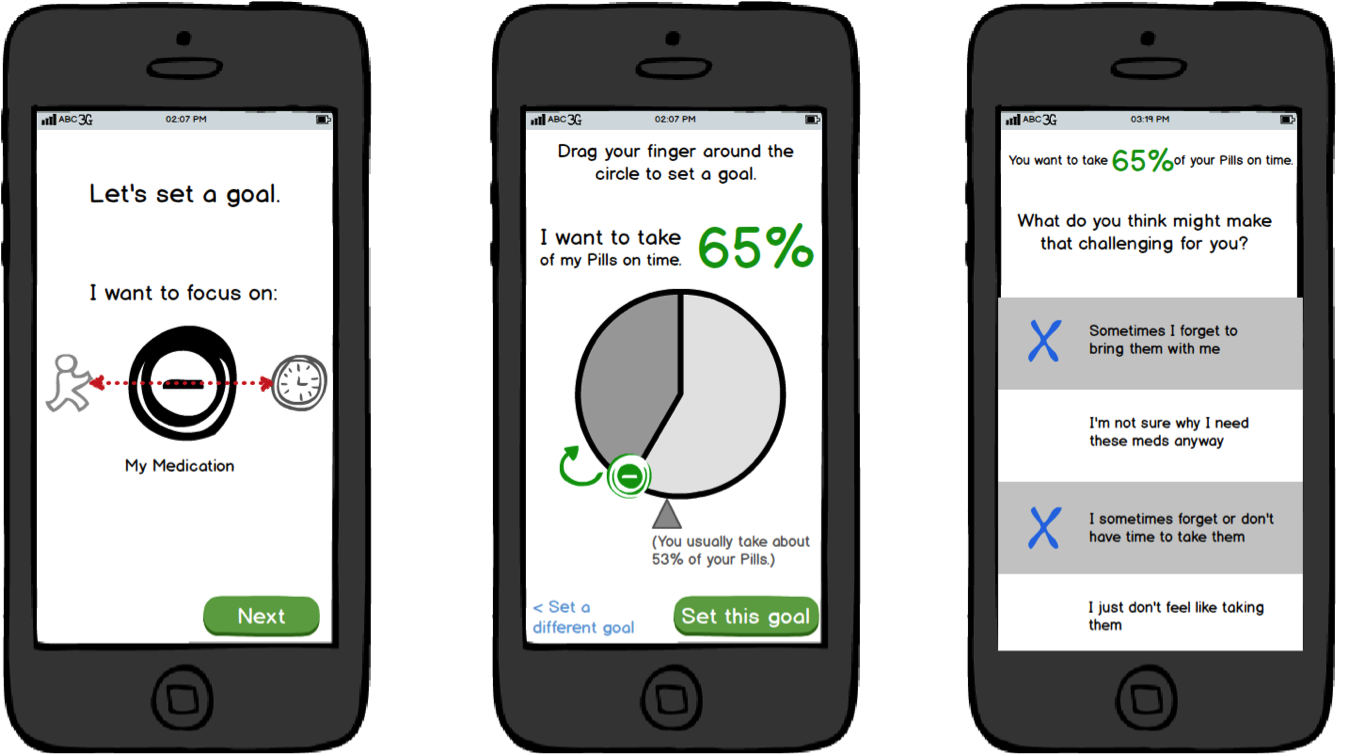 ABC 3G 02:07 PM
Let's set a goal.
I want to focus on:
My Medication
Next
ABC 3G 02:07 PM
Drag your finger around the
circle to set a goal.
I want to take 65%
of my Pills on time.
(You usually take about
53% of your Pills.)
< Set a
different goal
Set this goal
ABC 3G 03:19 PM
You want to take 65% of your Pills on time.
What do you think might make
that challenging for you?
Sometimes I forget to
bring them with me
I'm not sure why I need
these meds anyway
I sometimes forget or don't
have time to take them
I just don't feel like taking
them